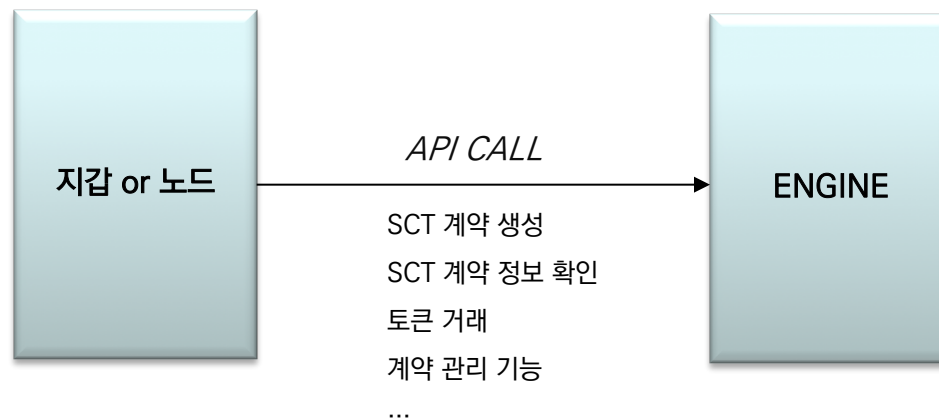 지갑 or 노드
API CALL
ENGINE
SCT 계약 생성
SCT 계약 정보 확인
토큰 거래
계약 관리 기능
...